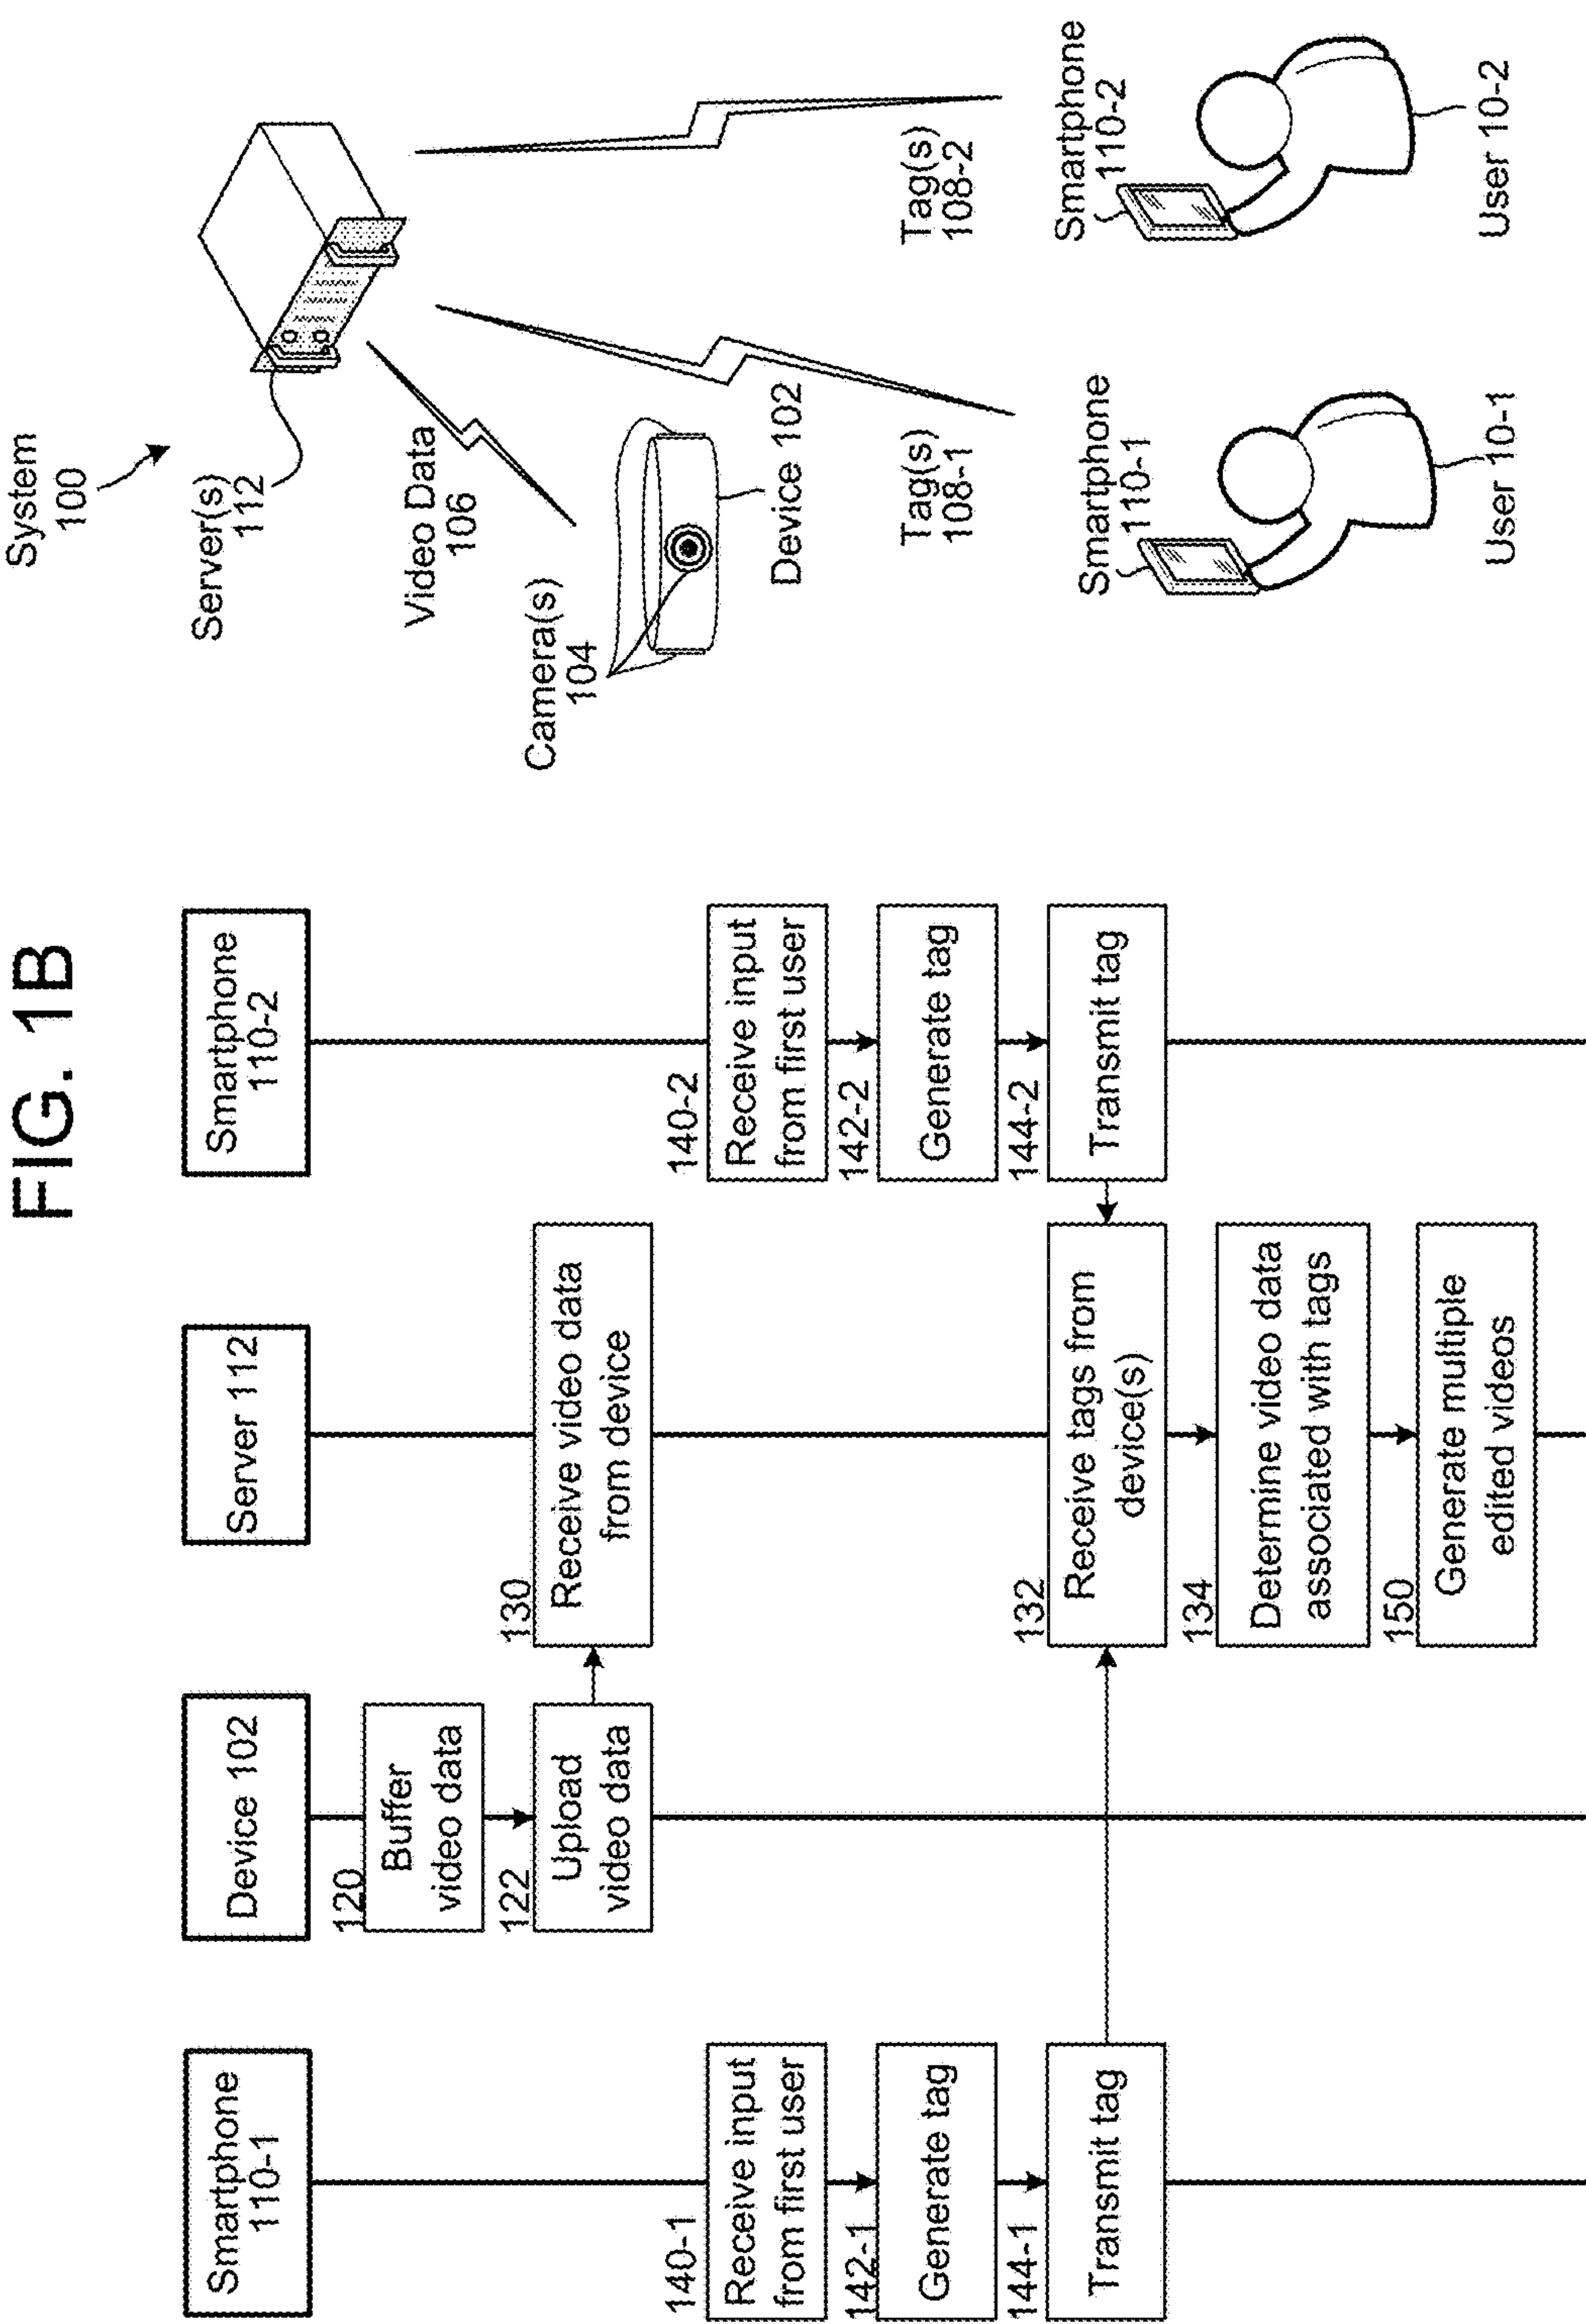 FIG. 1B
System
100
Server(s)
112
Video Data
106
Camera(s)
104
Device 102
Tag(s)
108-1
Tag(s)
108-2
Smartphone
110-1
Smartphone
110-2
User 10-1
User 10-2
Smartphone
110-1
Device 102
Server 112
Smartphone
110-2
120
Buffer
video data
122
Upload
video data
130
Receive video data
from device
140-1
Receive input
from first user
140-2
Receive input
from first user
142-1
Generate tag
142-2
Generate tag
144-1
Transmit tag
144-2
Transmit tag
132
Receive tags from
device(s)
134
Determine video data
associated with tags
150
Generate multiple
edited videos